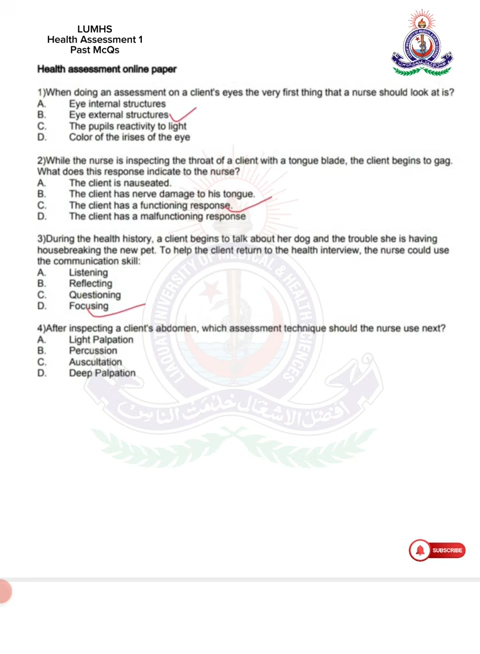 LUMHS
Health Assessment 1
Past McQs
Health assessment online paper
1)When doing an assessment on a client's eyes the very first thing that a nurse should look at is?
A. Eye internal structures
B. Eye external structures
C. The pupils reactivity to light
D. Color of the irises of the eye
2)While the nurse is inspecting the throat of a client with a tongue blade, the client begins to gag.
What does this response indicate to the nurse?
A. The client is nauseated.
B. The client has nerve damage to his tongue.
C. The client has a functioning response.
D. The client has a malfunctioning response
3)During the health history, a client begins to talk about her dog and the trouble she is having
housebreaking the new pet. To help the client return to the health interview, the nurse could use
the communication skill:
A. Listening
B. Reflecting
C. Questioning
D. Focusing
4)After inspecting a client's abdomen, which assessment technique should the nurse use next?
A. Light Palpation
B. Percussion
C. Auscultation
D. Deep Palpation
SUBSCRIBE